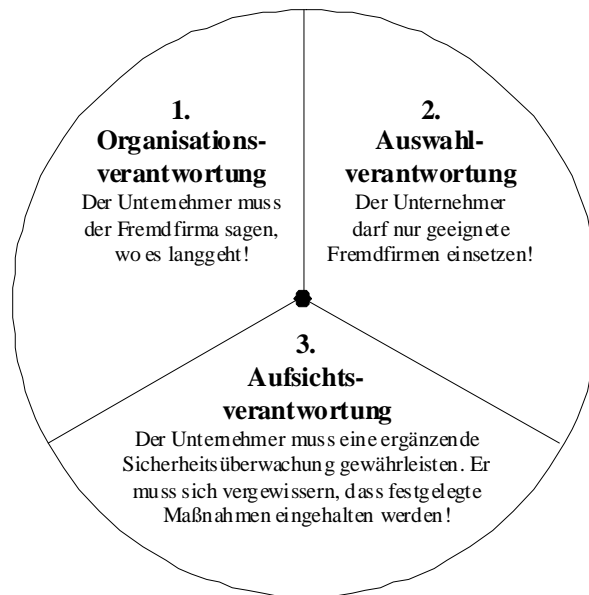 1.
Organisations-
verantwortung
Der Unternehmer muss
der Fremdfirma sagen,
wo es langgeht!
2.
Auswahl-
verantwortung
Der Unternehmer
darf nur geeignete
Fremdfirmen einsetzen!
3.
Aufsichts-
verantwortung
Der Unternehmer muss eine ergänzende
Sicherheitsüberwachung gewährleisten. Er
muss sich vergewissern, dass festgelegte
Maßnahmen eingehalten werden!